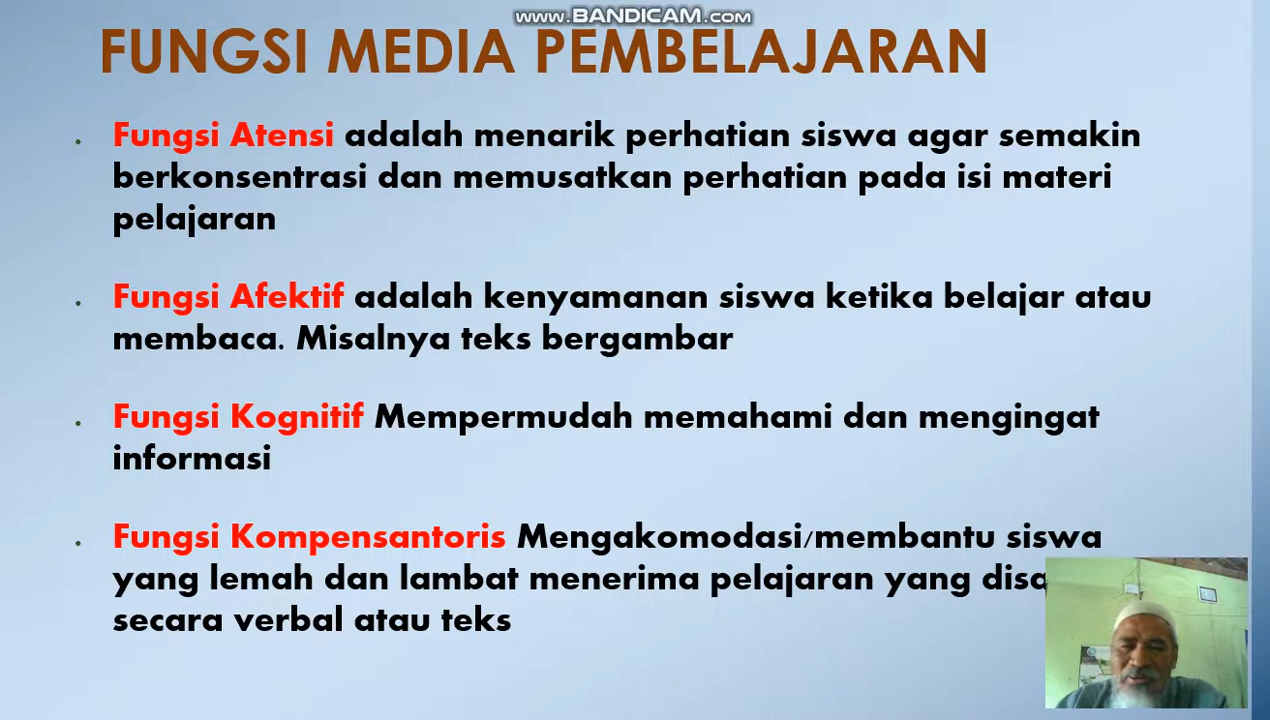 www.BANDICAM.com
FUNGSI MEDIA PEMBELAJARAN
Fungsi Atensi adalah menarik perhatian siswa agar semakin
berkonsentrasi dan memusatkan perhatian pada isi materi
pelajaran
Fungsi Afektif adalah kenyamanan siswa ketika belajar atau
membaca. Misalnya teks bergambar
Fungsi Kognitif Mempermudah memahami dan mengingat
informasi
Fungsi Kompensantoris Mengakomodasi/membantu siswa
yang lemah dan lambat menerima pelajaran yang
secara verbal atau teks